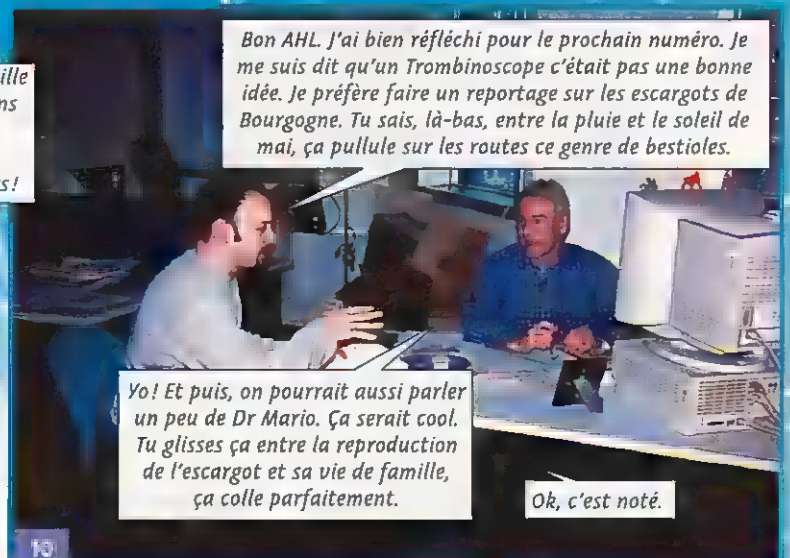 ille
ns
s!
Bon AHL. J'ai bien réfléchi pour le prochain numéro. Je
me suis dit qu'un Trombinoscope c'était pas une bonne
idée. Je préfère faire un reportage sur les escargots de
Bourgogne. Tu sais, là-bas, entre la pluie et le soleil de
mai, ça pullule sur les routes ce genre de bestioles.
Yo! Et puis, on pourrait aussi parler
un peu de Dr Mario. Ça serait cool.
Tu glisses ça entre la reproduction
de l'escargot et sa vie de famille,
ça colle parfaitement.
Ok, c'est noté.
10